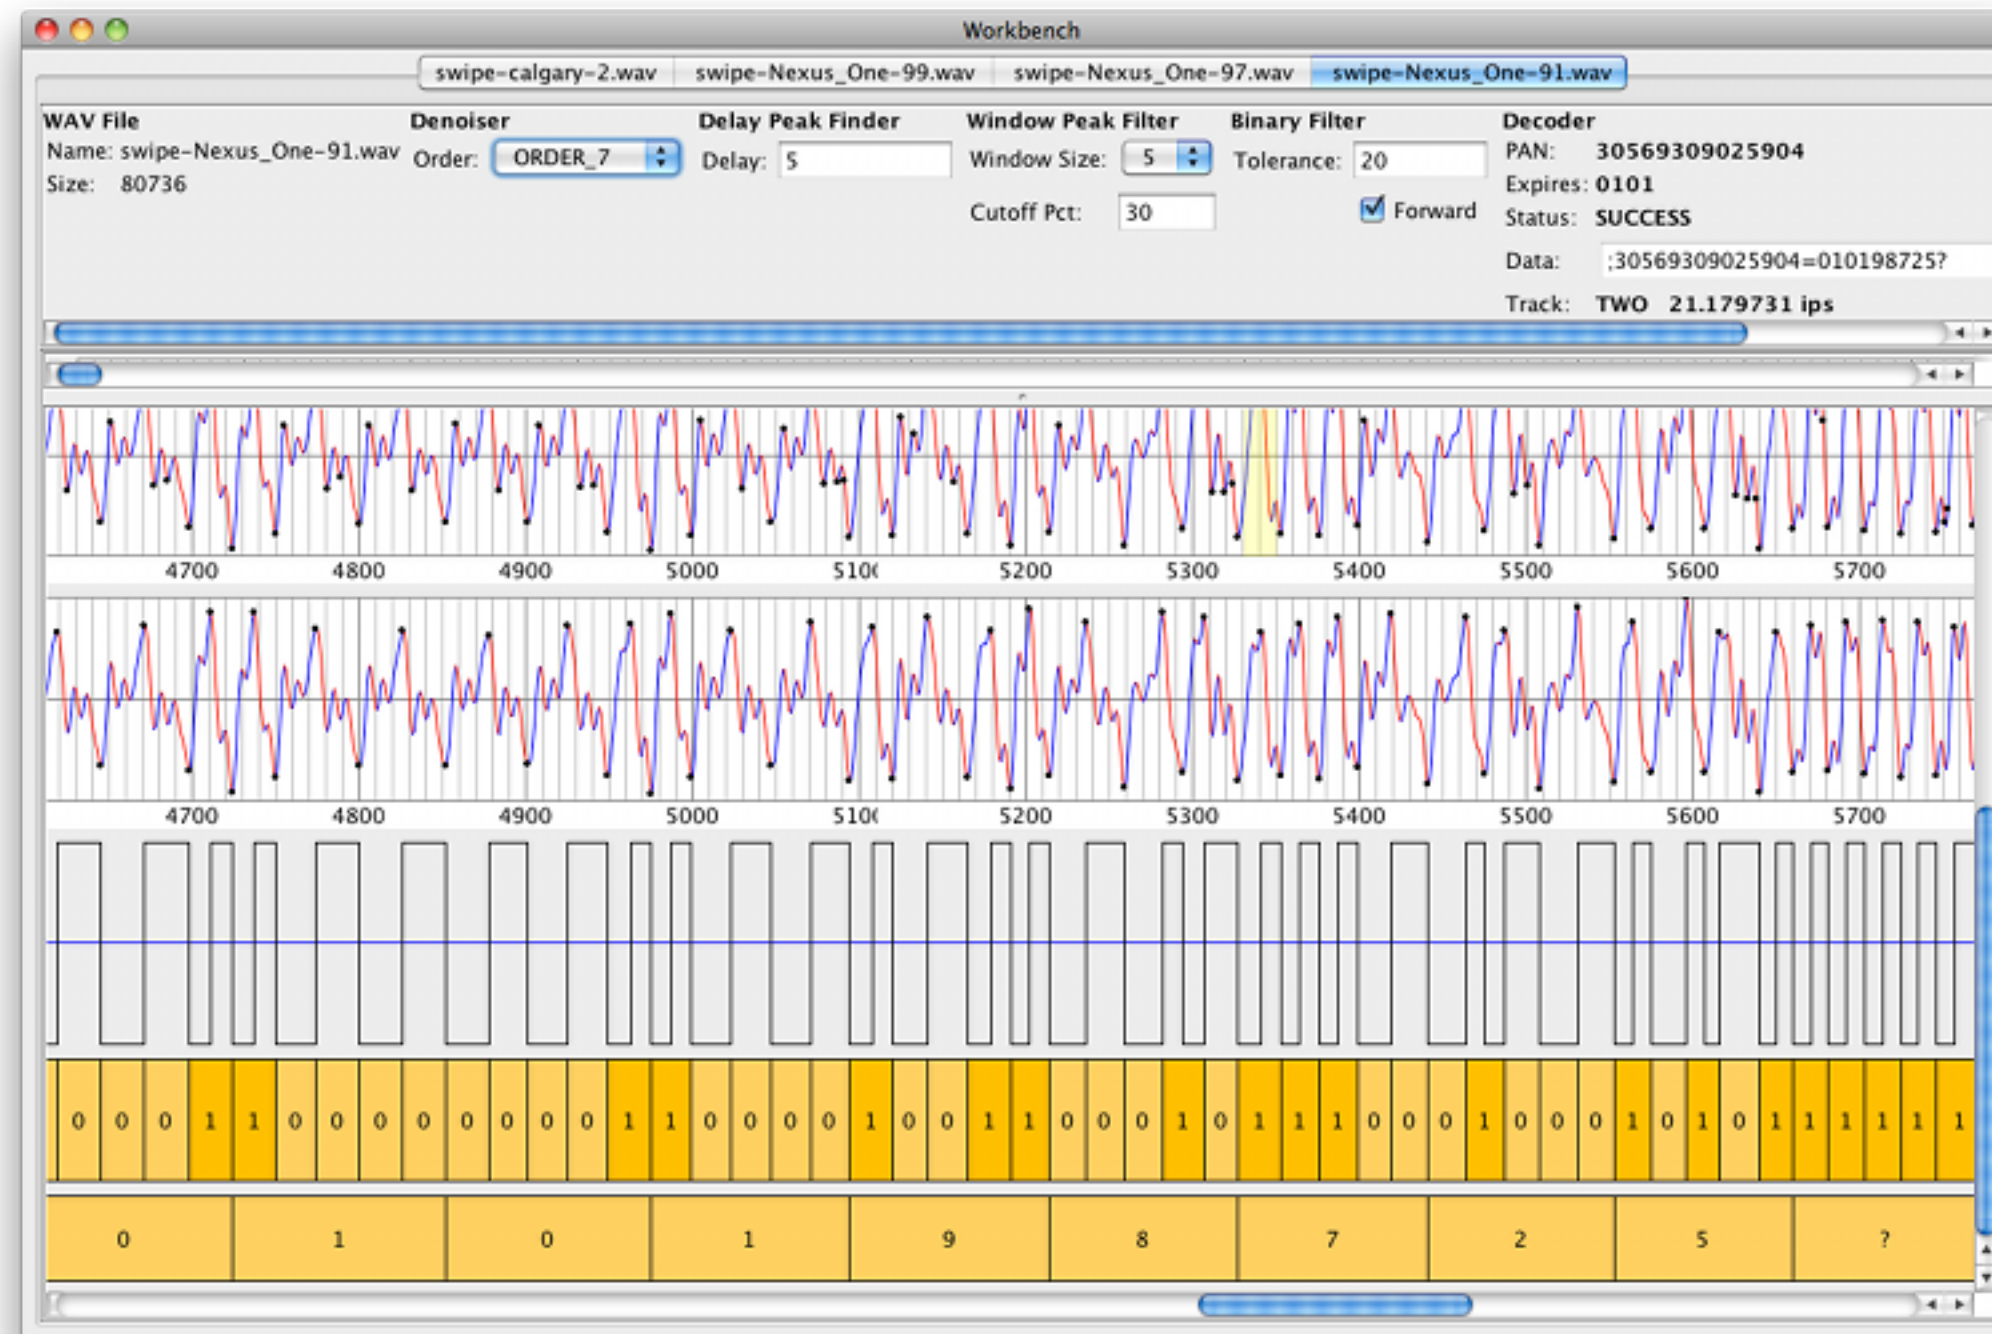 Workbench
swipe-calgary-2.wav swipe-Nexus_One-99.wav swipe-Nexus_One-97.wav swipe-Nexus_One-91.wav
WAV File Denoiser Delay Peak Finder Window Peak Filter Binary Filter Decoder
Name: swipe-Nexus_One-91.wav Order: ORDER_7 Delay: 5 Window Size: 5 Tolerance: 20 PAN: 30569309025904
Size: 80736 Expires: 0101
Cutoff Pct: 30 Forward Status: SUCCESS
Data: ;30569309025904=010198725?
Track: TWO 21.179731 ips
4700 4800 4900 5000 510 5200 5300 5400 5500 5600 5700
4700 4800 4900 5000 510 5200 5300 5400 5500 5600 5700
0 0 0 1 1 0 0 0 0 0 0 0 0 1 1 0 0 0 0 1 0 0 1 1 0 0 0 1 0 1 1 1 0 0 0 1 0 0 0 1 0 1 0 1 1 1 1 1 1
0 1 0 1 9 8 7 2 5 ?